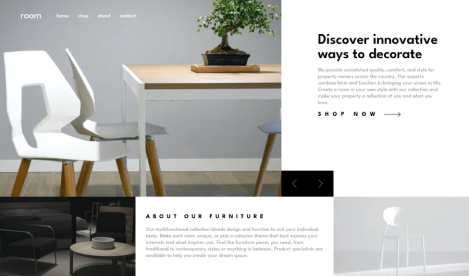 room
home shop about contact
Discover innovative
ways to decorate
We provide unmatched quality, comfort, and style for
property owners across the country. Our experts
combine form and function in bringing your vision to life.
Create a room in your own style with our collection and
make your property a reflection of you and what you
love.
SHOP NOW
ABOUT OUR FURNITURE
Our multifunctional collection blends design and function to suit your individual
taste. Make each room unique, or pick a cohesive theme that best express your
interests and what inspires you. Find the furniture pieces you need, from
traditional to contemporary styles or anything in between. Product specialists are
available to help you create your dream space.